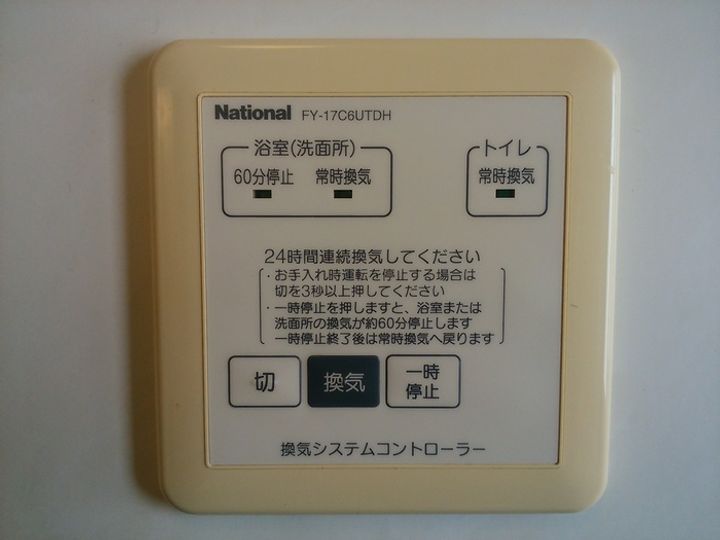 National FY-17C6UTDH
浴室(洗面所) トイレ
60分停止 常時換気 常時換気
24時間連続換気してください
・お手入れ時運転を停止する場合は
切を3秒以上押してください
・一時停止を押しますと、浴室または
洗面所の換気が約60分停止します
一時停止終了後は常時換気へ戻ります
切 換気 一時
停止
換気システムコントローラー